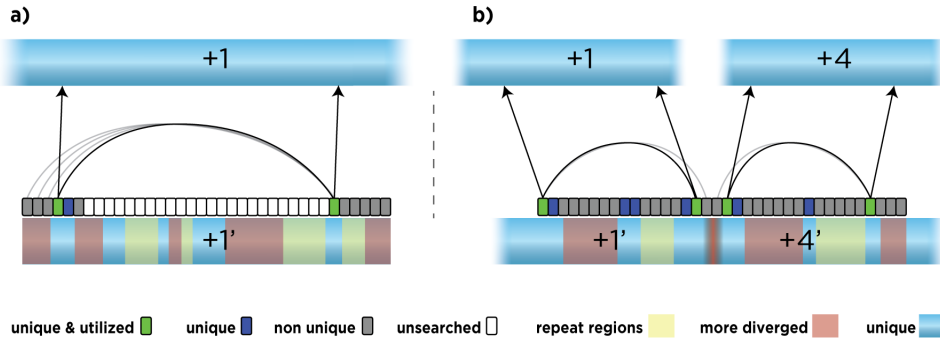 a)
b)
+1
+1
+4
+1’
+1’
+4’
unique & utilized
unique
non unique
unsearched
repeat regions
more diverged
unique